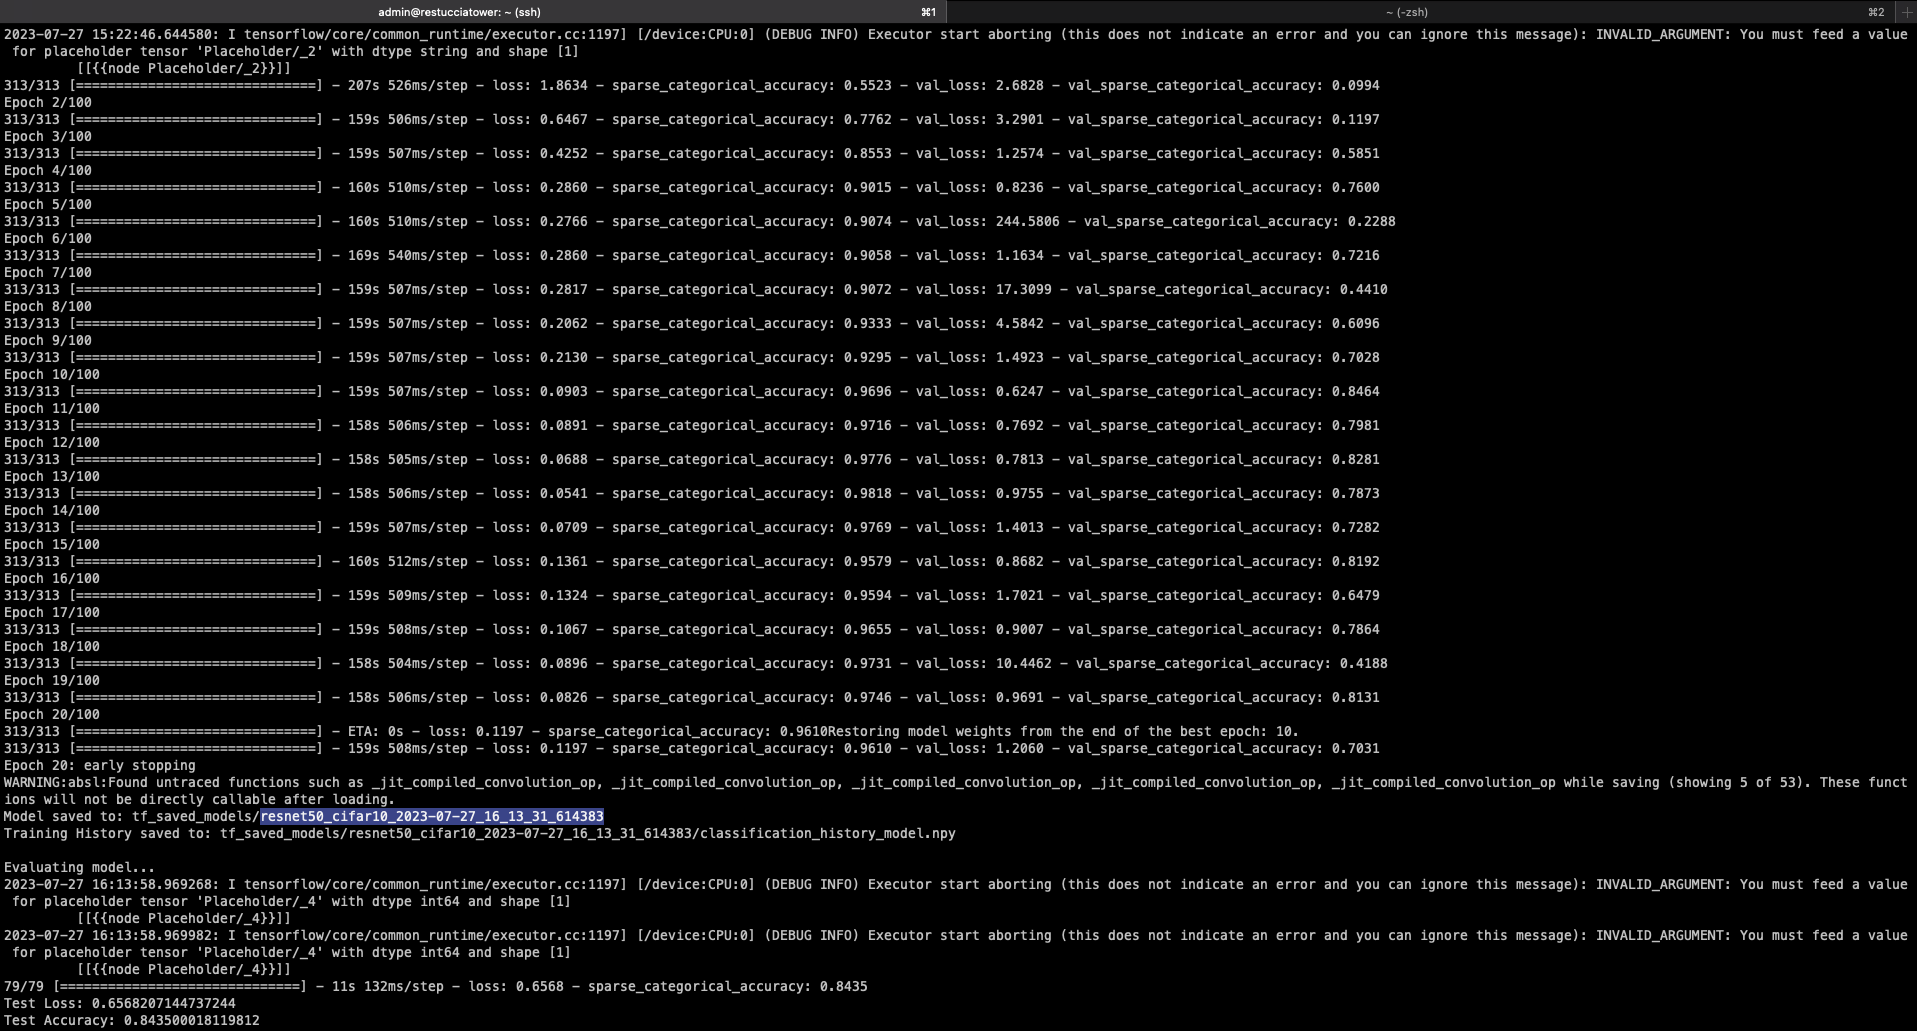 admin@restucciatower: ~ (ssh) ⌘1 ~ (-zsh) ⌘2
2023-07-27 15:22:46.644580: I tensorflow/core/common_runtime/executor.cc:1197] [/device:CPU:0] (DEBUG INFO) Executor start aborting (this does not indicate an error and you can ignore this message): INVALID_ARGUMENT: You must feed a value
for placeholder tensor 'Placeholder/_2' with dtype string and shape [1]
[[{{node Placeholder/_2}}]]
313/313 [==============================] - 207s 526ms/step - loss: 1.8634 - sparse_categorical_accuracy: 0.5523 - val_loss: 2.6828 - val_sparse_categorical_accuracy: 0.0994
Epoch 2/100
313/313 [==============================] - 159s 506ms/step - loss: 0.6467 - sparse_categorical_accuracy: 0.7762 - val_loss: 3.2901 - val_sparse_categorical_accuracy: 0.1197
Epoch 3/100
313/313 [==============================] - 159s 507ms/step - loss: 0.4252 - sparse_categorical_accuracy: 0.8553 - val_loss: 1.2574 - val_sparse_categorical_accuracy: 0.5851
Epoch 4/100
313/313 [==============================] - 160s 510ms/step - loss: 0.2860 - sparse_categorical_accuracy: 0.9015 - val_loss: 0.8236 - val_sparse_categorical_accuracy: 0.7600
Epoch 5/100
313/313 [==============================] - 160s 510ms/step - loss: 0.2766 - sparse_categorical_accuracy: 0.9074 - val_loss: 244.5806 - val_sparse_categorical_accuracy: 0.2288
Epoch 6/100
313/313 [==============================] - 169s 540ms/step - loss: 0.2860 - sparse_categorical_accuracy: 0.9058 - val_loss: 1.1634 - val_sparse_categorical_accuracy: 0.7216
Epoch 7/100
313/313 [==============================] - 159s 507ms/step - loss: 0.2817 - sparse_categorical_accuracy: 0.9072 - val_loss: 17.3099 - val_sparse_categorical_accuracy: 0.4410
Epoch 8/100
313/313 [==============================] - 159s 507ms/step - loss: 0.2062 - sparse_categorical_accuracy: 0.9333 - val_loss: 4.5842 - val_sparse_categorical_accuracy: 0.6096
Epoch 9/100
313/313 [==============================] - 159s 507ms/step - loss: 0.2130 - sparse_categorical_accuracy: 0.9295 - val_loss: 1.4923 - val_sparse_categorical_accuracy: 0.7028
Epoch 10/100
313/313 [==============================] - 159s 507ms/step - loss: 0.0903 - sparse_categorical_accuracy: 0.9696 - val_loss: 0.6247 - val_sparse_categorical_accuracy: 0.8464
Epoch 11/100
313/313 [==============================] - 158s 506ms/step - loss: 0.0891 - sparse_categorical_accuracy: 0.9716 - val_loss: 0.7692 - val_sparse_categorical_accuracy: 0.7981
Epoch 12/100
313/313 [==============================] - 158s 505ms/step - loss: 0.0688 - sparse_categorical_accuracy: 0.9776 - val_loss: 0.7813 - val_sparse_categorical_accuracy: 0.8281
Epoch 13/100
313/313 [==============================] - 158s 506ms/step - loss: 0.0541 - sparse_categorical_accuracy: 0.9818 - val_loss: 0.9755 - val_sparse_categorical_accuracy: 0.7873
Epoch 14/100
313/313 [==============================] - 159s 507ms/step - loss: 0.0709 - sparse_categorical_accuracy: 0.9769 - val_loss: 1.4013 - val_sparse_categorical_accuracy: 0.7282
Epoch 15/100
313/313 [==============================] - 160s 512ms/step - loss: 0.1361 - sparse_categorical_accuracy: 0.9579 - val_loss: 0.8682 - val_sparse_categorical_accuracy: 0.8192
Epoch 16/100
313/313 [==============================] - 159s 509ms/step - loss: 0.1324 - sparse_categorical_accuracy: 0.9594 - val_loss: 1.7021 - val_sparse_categorical_accuracy: 0.6479
Epoch 17/100
313/313 [==============================] - 159s 508ms/step - loss: 0.1067 - sparse_categorical_accuracy: 0.9655 - val_loss: 0.9007 - val_sparse_categorical_accuracy: 0.7864
Epoch 18/100
313/313 [==============================] - 158s 504ms/step - loss: 0.0896 - sparse_categorical_accuracy: 0.9731 - val_loss: 10.4462 - val_sparse_categorical_accuracy: 0.4188
Epoch 19/100
313/313 [==============================] - 158s 506ms/step - loss: 0.0826 - sparse_categorical_accuracy: 0.9746 - val_loss: 0.9691 - val_sparse_categorical_accuracy: 0.8131
Epoch 20/100
313/313 [==============================] - ETA: 0s - loss: 0.1197 - sparse_categorical_accuracy: 0.9610Restoring model weights from the end of the best epoch: 10.
313/313 [==============================] - 159s 508ms/step - loss: 0.1197 - sparse_categorical_accuracy: 0.9610 - val_loss: 1.2060 - val_sparse_categorical_accuracy: 0.7031
Epoch 20: early stopping
WARNING:absl:Found untraced functions such as _jit_compiled_convolution_op, _jit_compiled_convolution_op, _jit_compiled_convolution_op, _jit_compiled_convolution_op, _jit_compiled_convolution_op while saving (showing 5 of 53). These funct
ions will not be directly callable after loading.
Model saved to: tf_saved_models/resnet50_cifar10_2023-07-27_16_13_31_614383
Training History saved to: tf_saved_models/resnet50_cifar10_2023-07-27_16_13_31_614383/classification_history_model.npy
Evaluating model...
2023-07-27 16:13:58.969268: I tensorflow/core/common_runtime/executor.cc:1197] [/device:CPU:0] (DEBUG INFO) Executor start aborting (this does not indicate an error and you can ignore this message): INVALID_ARGUMENT: You must feed a value
for placeholder tensor 'Placeholder/_4' with dtype int64 and shape [1]
[[{{node Placeholder/_4}}]]
2023-07-27 16:13:58.969982: I tensorflow/core/common_runtime/executor.cc:1197] [/device:CPU:0] (DEBUG INFO) Executor start aborting (this does not indicate an error and you can ignore this message): INVALID_ARGUMENT: You must feed a value
for placeholder tensor 'Placeholder/_4' with dtype int64 and shape [1]
[[{{node Placeholder/_4}}]]
79/79 [==============================] - 11s 132ms/step - loss: 0.6568 - sparse_categorical_accuracy: 0.8435
Test Loss: 0.6568207144737244
Test Accuracy: 0.843500018119812